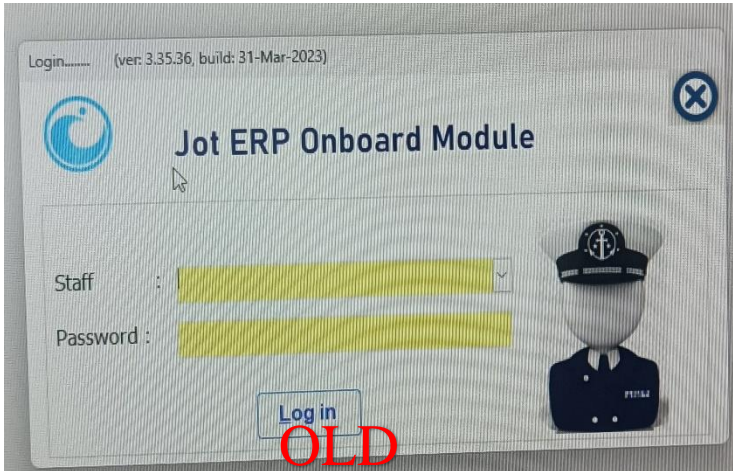 Login........ (ver: 3.35.36, build: 31-Mar-2023)
Jot ERP Onboard Module
Staff :
Password :
Log in
OLD